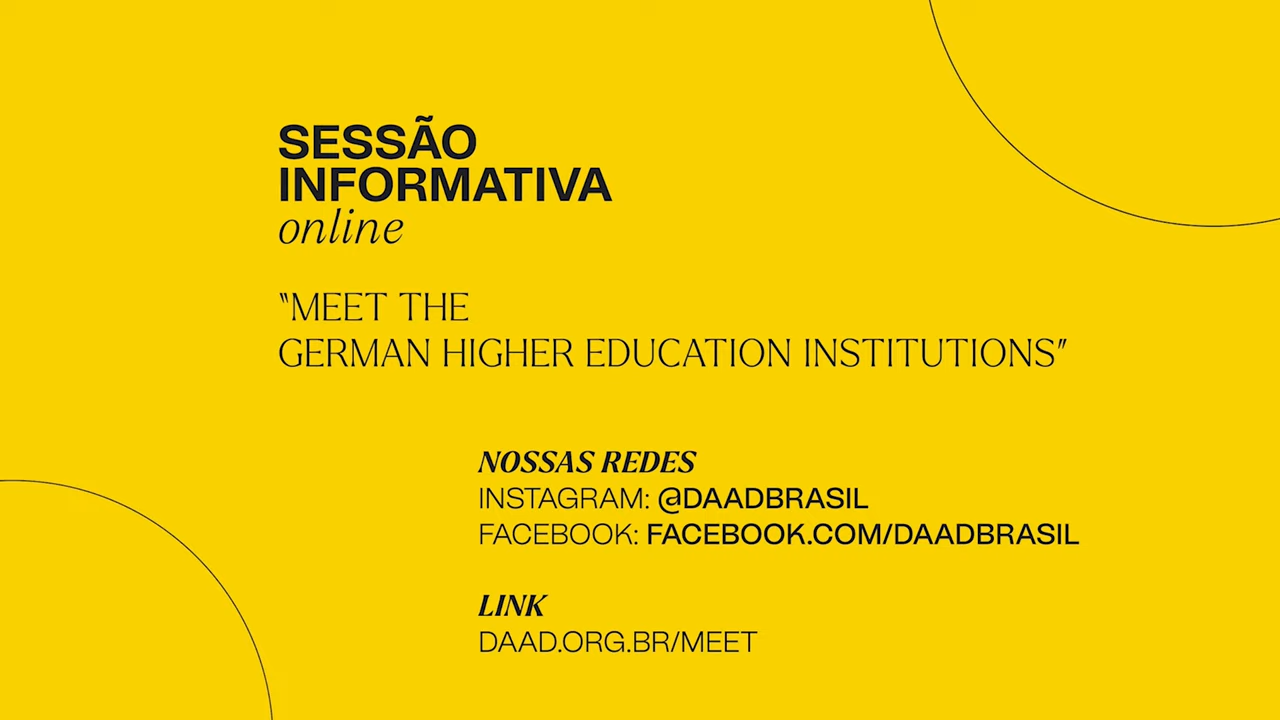 SESSÃO
INFORMATIVA
online
"MEET THE
GERMAN HIGHER EDUCATION INSTITUTIONS"
NOSSAS REDES
INSTAGRAM: @DAADBRASIL
FACEBOOK: FACEBOOK.COM/DAADBRASIL
LINK
DAAD.ORG.BR/MEET